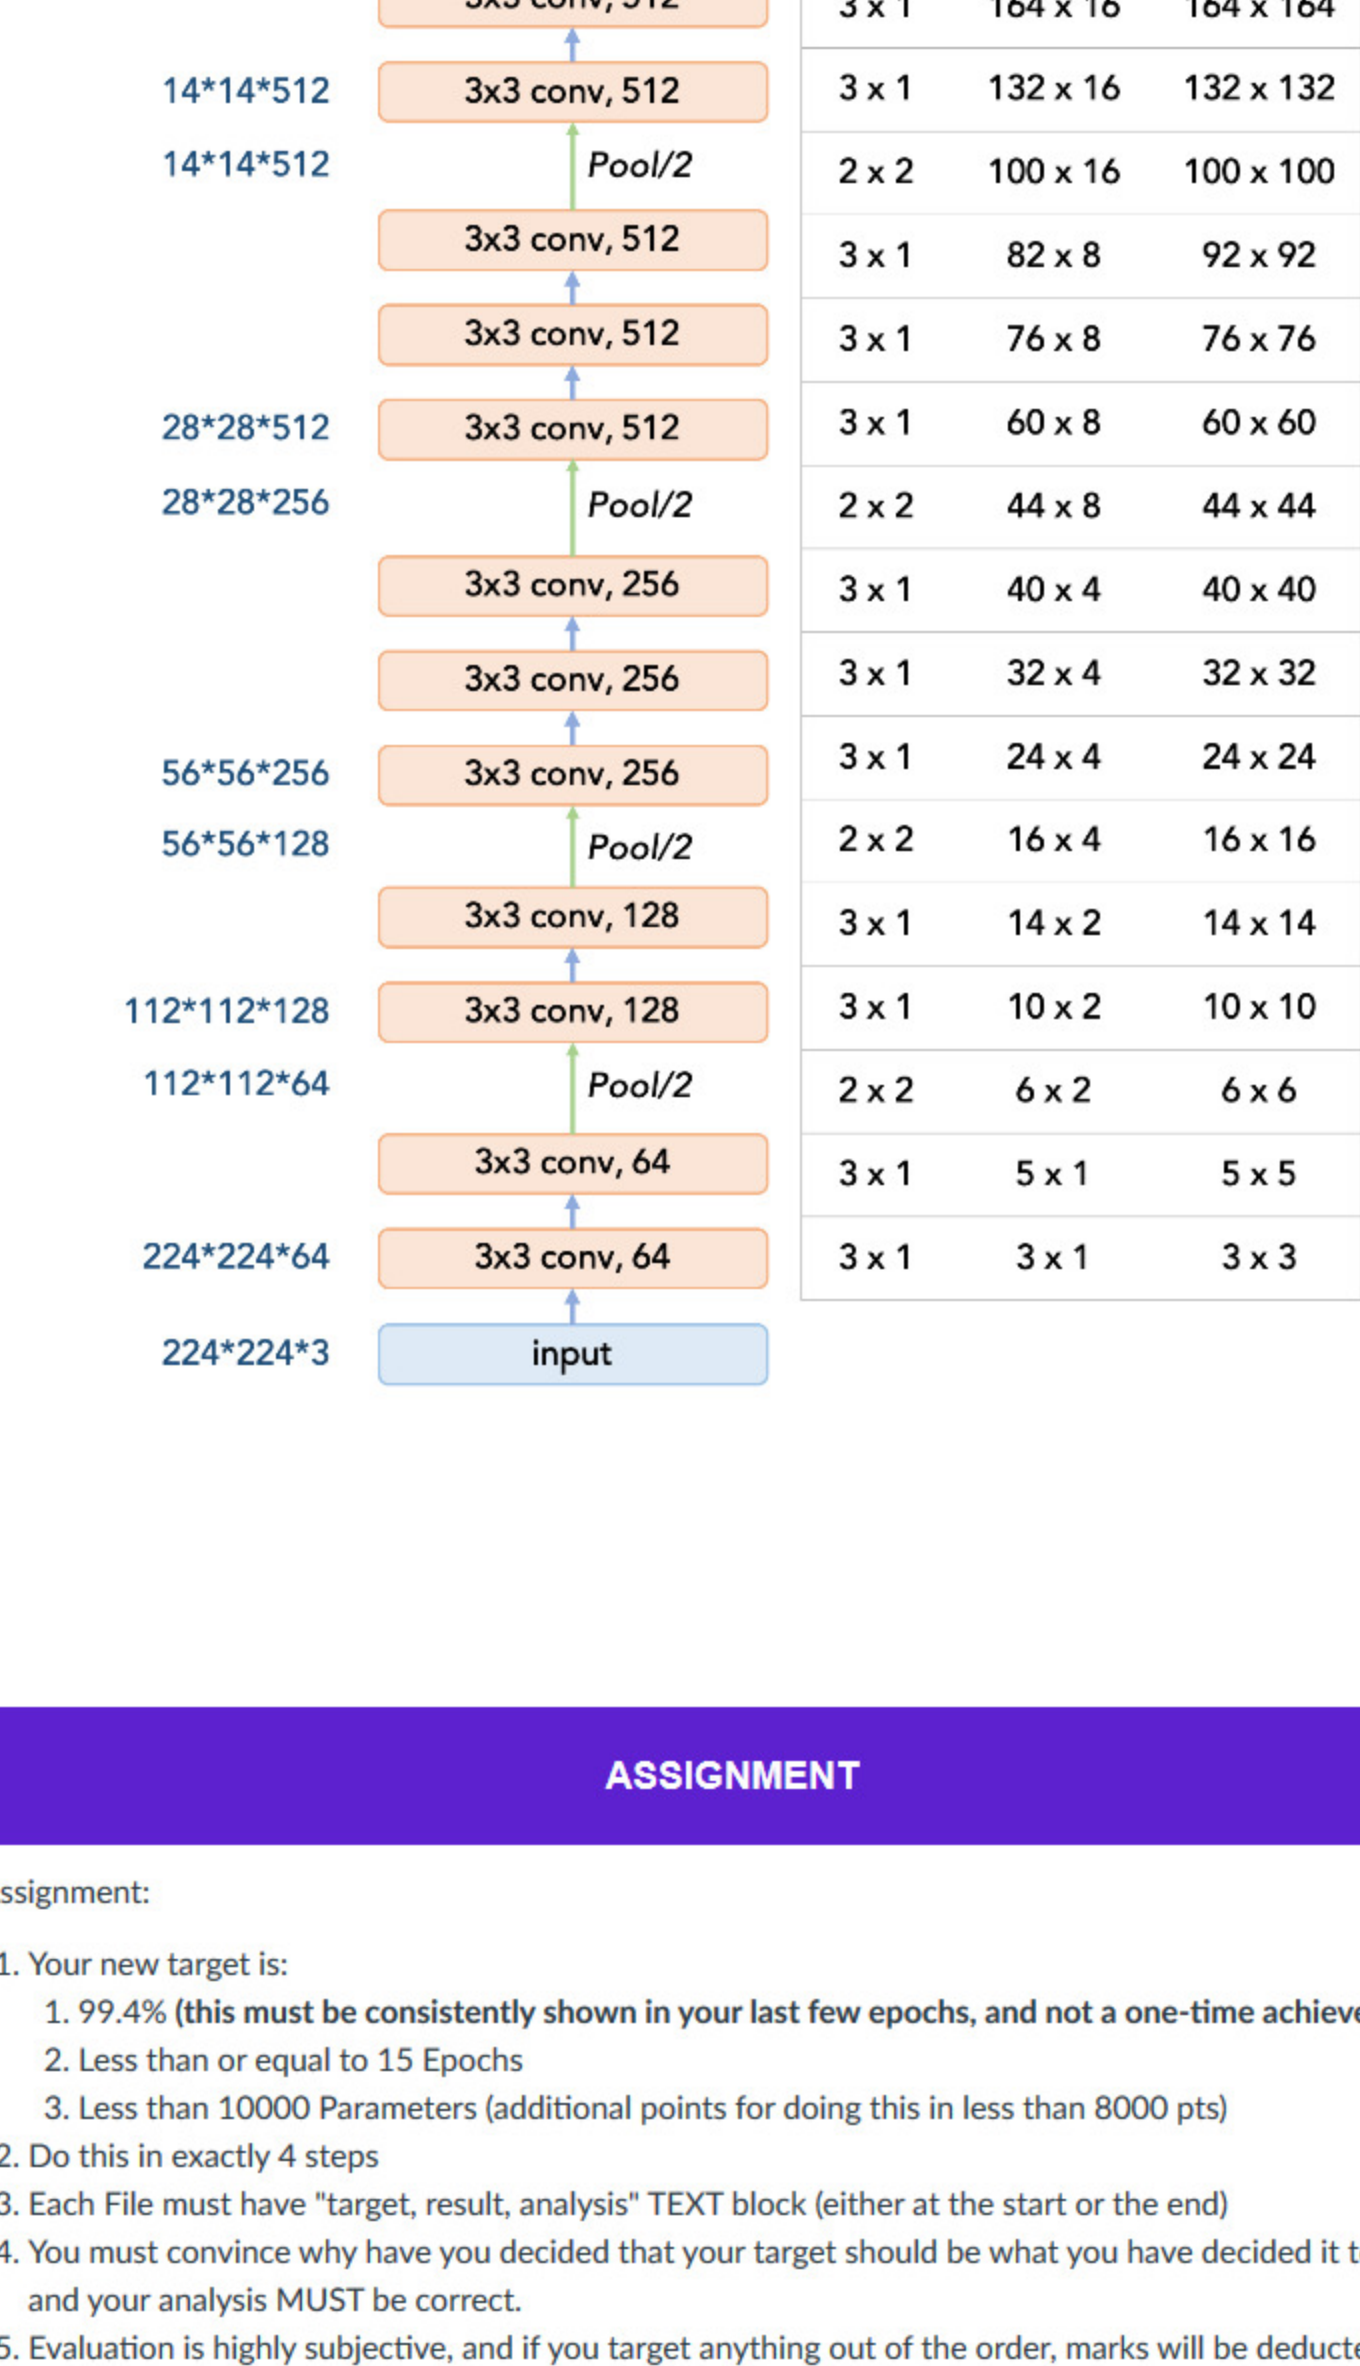 3x3 conv, 512 3 x 1 164 x 16 164 x 164
14*14*512 3x3 conv, 512 3 x 1 132 x 16 132 x 132
14*14*512 Pool/2 2 x 2 100 x 16 100 x 100
3x3 conv, 512 3 x 1 82 x 8 92 x 92
3x3 conv, 512 3 x 1 76 x 8 76 x 76
28*28*512 3x3 conv, 512 3 x 1 60 x 8 60 x 60
28*28*256 Pool/2 2 x 2 44 x 8 44 x 44
3x3 conv, 256 3 x 1 40 x 4 40 x 40
3x3 conv, 256 3 x 1 32 x 4 32 x 32
56*56*256 3x3 conv, 256 3 x 1 24 x 4 24 x 24
56*56*128 Pool/2 2 x 2 16 x 4 16 x 16
3x3 conv, 128 3 x 1 14 x 2 14 x 14
112*112*128 3x3 conv, 128 3 x 1 10 x 2 10 x 10
112*112*64 Pool/2 2 x 2 6 x 2 6 x 6
3x3 conv, 64 3 x 1 5 x 1 5 x 5
224*224*64 3x3 conv, 64 3 x 1 3 x 1 3 x 3
224*224*3 input
ASSIGNMENT
ssignment:
1. Your new target is:
1. 99.4% (this must be consistently shown in your last few epochs, and not a one-time achieve
2. Less than or equal to 15 Epochs
3. Less than 10000 Parameters (additional points for doing this in less than 8000 pts)
2. Do this in exactly 4 steps
3. Each File must have "target, result, analysis" TEXT block (either at the start or the end)
4. You must convince why have you decided that your target should be what you have decided it t
and your analysis MUST be correct.
5. Evaluation is highly subjective, and if you target anything out of the order, marks will be deducte